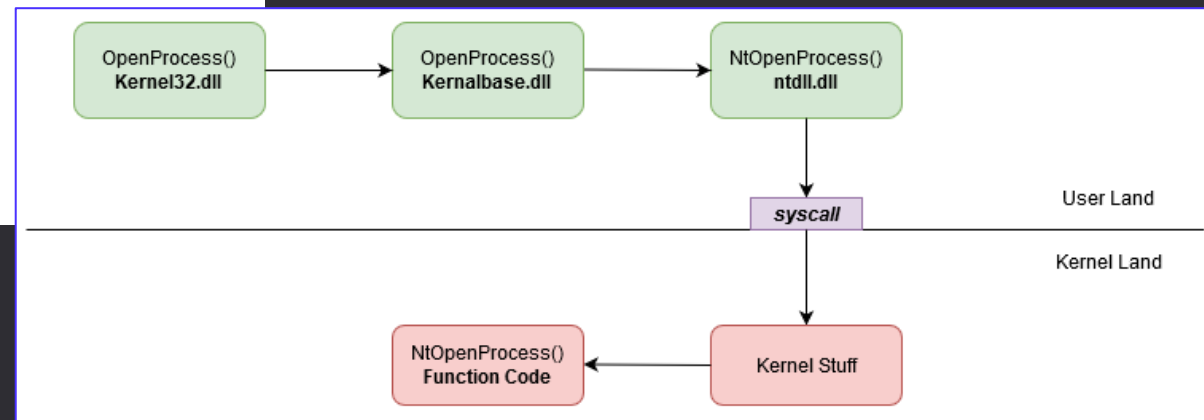 OpenProcess()
Kernel32.dll
OpenProcess()
Kernalbase.dll
NtOpenProcess()
ntdll.dll
syscall
User Land
Kernel Land
NtOpenProcess()
Function Code
Kernel Stuff